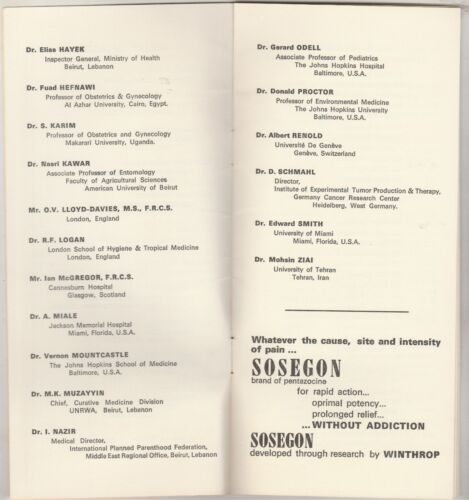 Dr. Elias HAYEK
Inspector General, Ministry of Health
Beirut, Lebanon
Dr. Fuad HEFNAWI
Professor of Obstetrics & Gynecology
Al Azhar University, Cairo, Egypt.
Dr. S. KARIM
Professor of Obstetrics and Gynecology
Makarari University, Uganda.
Dr. Nasri KAWAR
Associate Professor of Entomology
Faculty of Agricultural Sciences
American University of Beirut
Mr. O.V. LLOYD-DAVIES, M.S., F.R.C.S.
London, England
Dr. R.F. LOGAN
London School of Hygiene & Tropical Medicine
London, England
Mr. Ian McGREGOR, F.R.C.S.
Cannesburn Hospital
Glasgow, Scotland
Dr. A. MIALE
Jackson Memorial Hospital
Miami, Florida, U.S.A.
Dr. Vernon MOUNTCASTLE
The Johns Hopkins School of Medicine
Baltimore, U.S.A.
Dr. M.K. MUZAYYIN
Chief, Curative Medicine Division
UNRWA, Beirut, Lebanon
Dr. I. NAZIR
Medical Director,
International Planned Parenthood Federation,
Middle East Regional Office, Beirut, Lebanon
Dr. Gerard ODELL
Associate Professor of Pediatrics
The Johns Hopkins Hospital
Baltimore, U.S.A.
Dr. Donald PROCTOR
Professor of Environmental Medicine
The Johns Hopkins University
Baltimore, U.S.A.
Dr. Albert RENOLD
Université De Genève
Genève, Switzerland
Dr. D. SCHMAHL
Director,
Institute of Experimental Tumor Production & Therapy,
Germany Cancer Research Center
Heidelberg, West Germany.
Dr. Edward SMITH
University of Miami
Miami, Florida, U.S.A.
Dr. Mohsin ZIAI
University of Tehran
Tehran, Iran
Whatever the cause, site and intensity
of pain ...
SOSEGON
brand of pentazocine
for rapid action...
oprimal potency...
prolonged relief...
...WITHOUT ADDICTION
SOSEGON
developed through research by WINTHROP